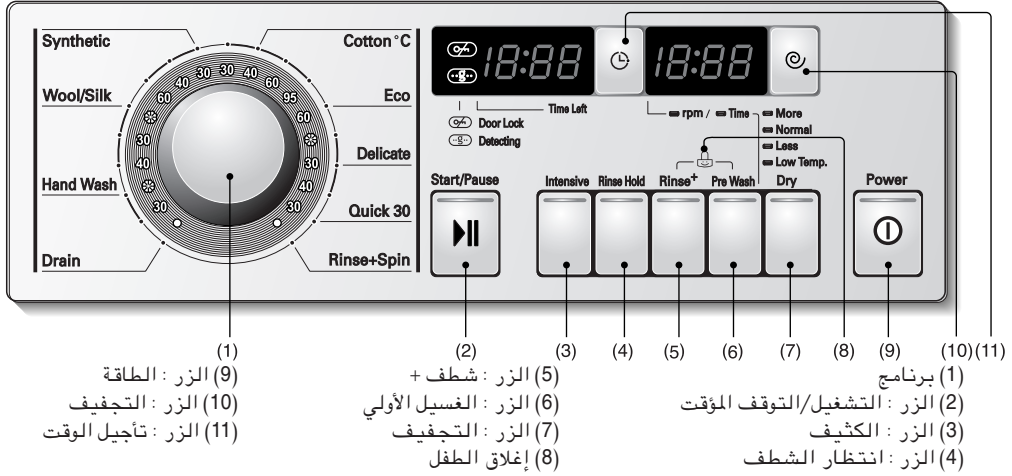 Synthetic
Cotton °C
Wool/Silk
Eco
Delicate
Hand Wash
Quick 30
Drain
Rinse+Spin
30
30
40
40
30
60
60
95
60
30
40
40
30
30
30
18:88
18:88
Time Left
Door Lock
Detecting
rpm / Time
More
Normal
Less
Low Temp.
Start/Pause
Intensive
Rinse Hold
Rinse+
Pre Wash
Dry
Power
(1)
(2)
(3)
(4)
(5)
(6)
(7)
(8)
(9)
(10)
(11)
(1) برنامج
(2) الزر : التشغيل/التوقف المؤقت
(3) الزر : الكثيف
(4) الزر : انتظار الشطف
(5) الزر : شطف +
(6) الزر : الغسيل الأولي
(7) الزر : التجفيف
(8) إغلاق الطفل
(9) الزر : الطاقة
(10) الزر : التجفيف
(11) الزر : تأجيل الوقت